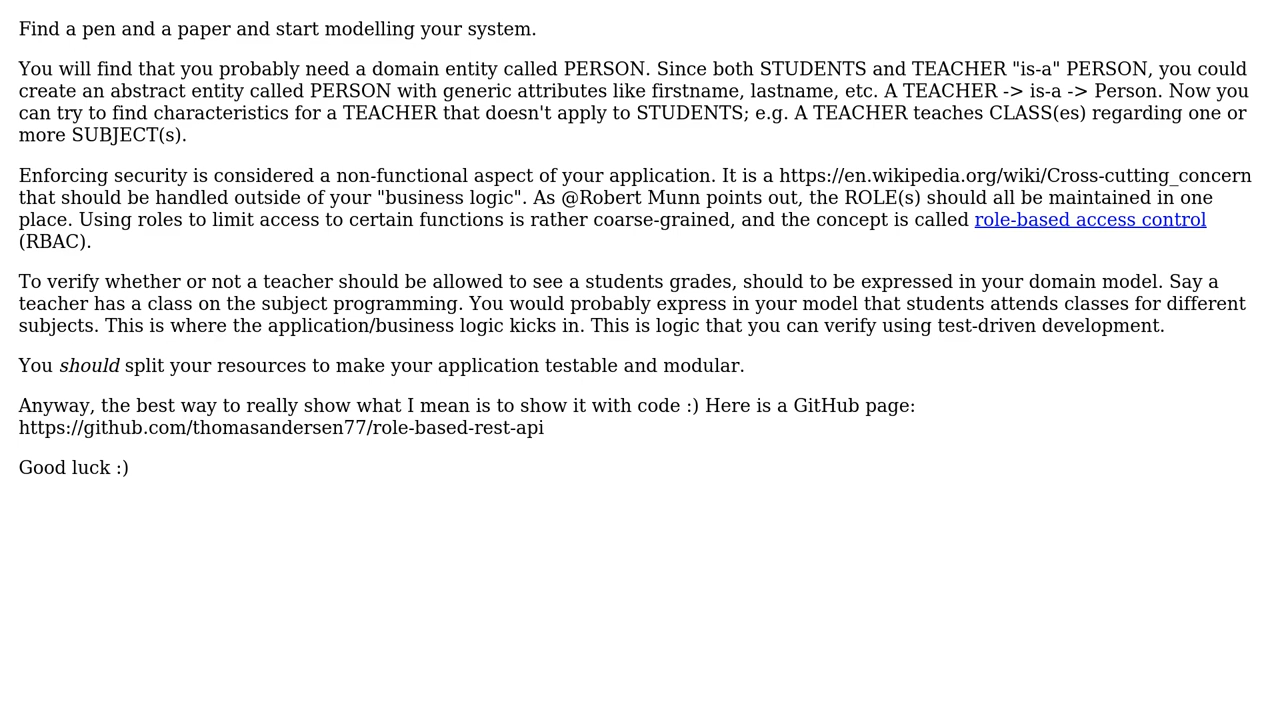 Find a pen and a paper and start modelling your system.
You will find that you probably need a domain entity called PERSON. Since both STUDENTS and TEACHER "is-a" PERSON, you could
create an abstract entity called PERSON with generic attributes like firstname, lastname, etc. A TEACHER -> is-a -> Person. Now you
can try to find characteristics for a TEACHER that doesn't apply to STUDENTS; e.g. A TEACHER teaches CLASS(es) regarding one or
more SUBJECT(s).
Enforcing security is considered a non-functional aspect of your application. It is a https://en.wikipedia.org/wiki/Cross-cutting_concern
that should be handled outside of your "business logic". As @Robert Munn points out, the ROLE(s) should all be maintained in one
place. Using roles to limit access to certain functions is rather coarse-grained, and the concept is called role-based access control
(RBAC).
To verify whether or not a teacher should be allowed to see a students grades, should to be expressed in your domain model. Say a
teacher has a class on the subject programming. You would probably express in your model that students attends classes for different
subjects. This is where the application/business logic kicks in. This is logic that you can verify using test-driven development.
You should split your resources to make your application testable and modular.
Anyway, the best way to really show what I mean is to show it with code :) Here is a GitHub page:
https://github.com/thomasandersen77/role-based-rest-api
Good luck :)